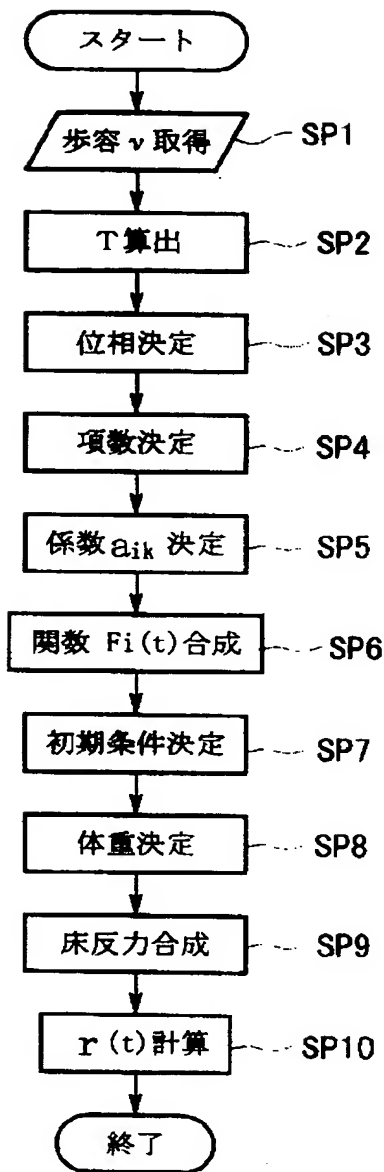 スタート
歩容 ν 取得 SP1
T算出 SP2
位相決定 SP3
項数決定 SP4
係数 aik 決定 SP5
関数 Fi(t)合成 SP6
初期条件決定 SP7
体重決定 SP8
床反力合成 SP9
r(t)計算 SP10
終了